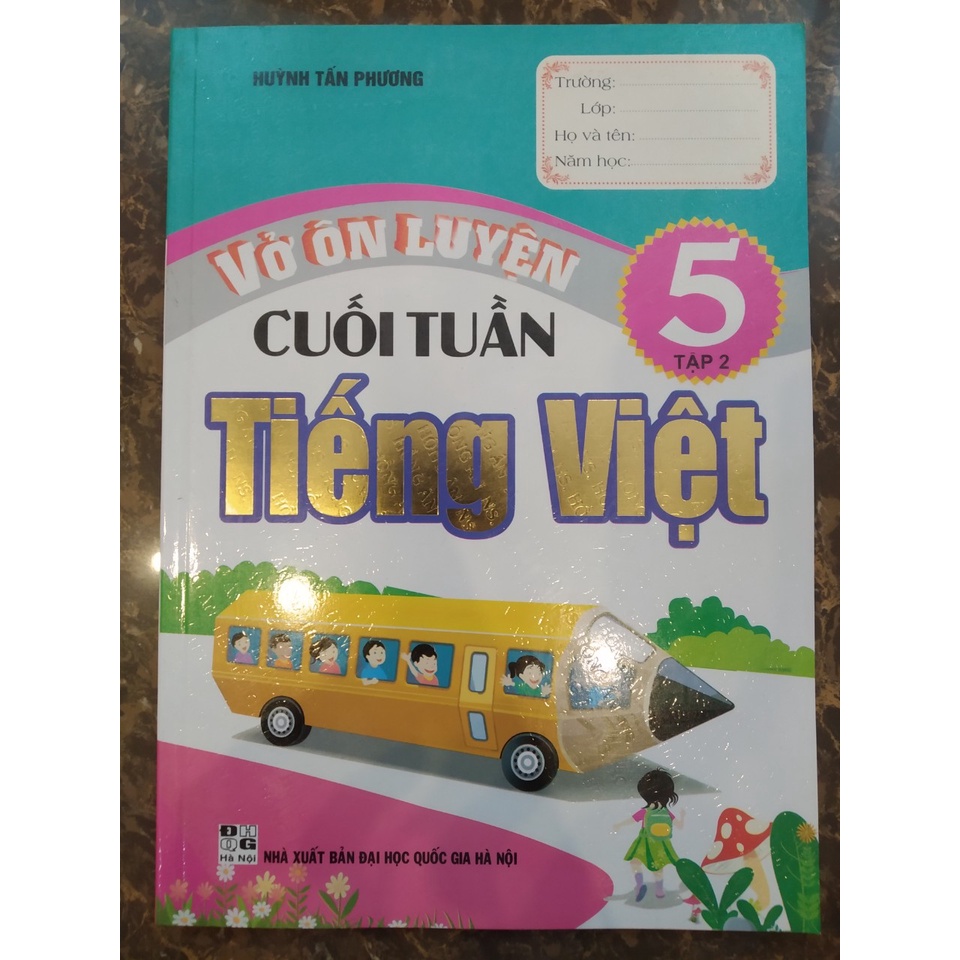 HUỲNH TẤN PHƯƠNG
Trường:
Lớp:
Họ và tên:
Năm học:
VỞ ÔN LUYỆN
CUỐI TUẦN
5
TẬP 2
Tiếng Việt
ĐHQG
Hà Nội
NHÀ XUẤT BẢN ĐẠI HỌC QUỐC GIA HÀ NỘI